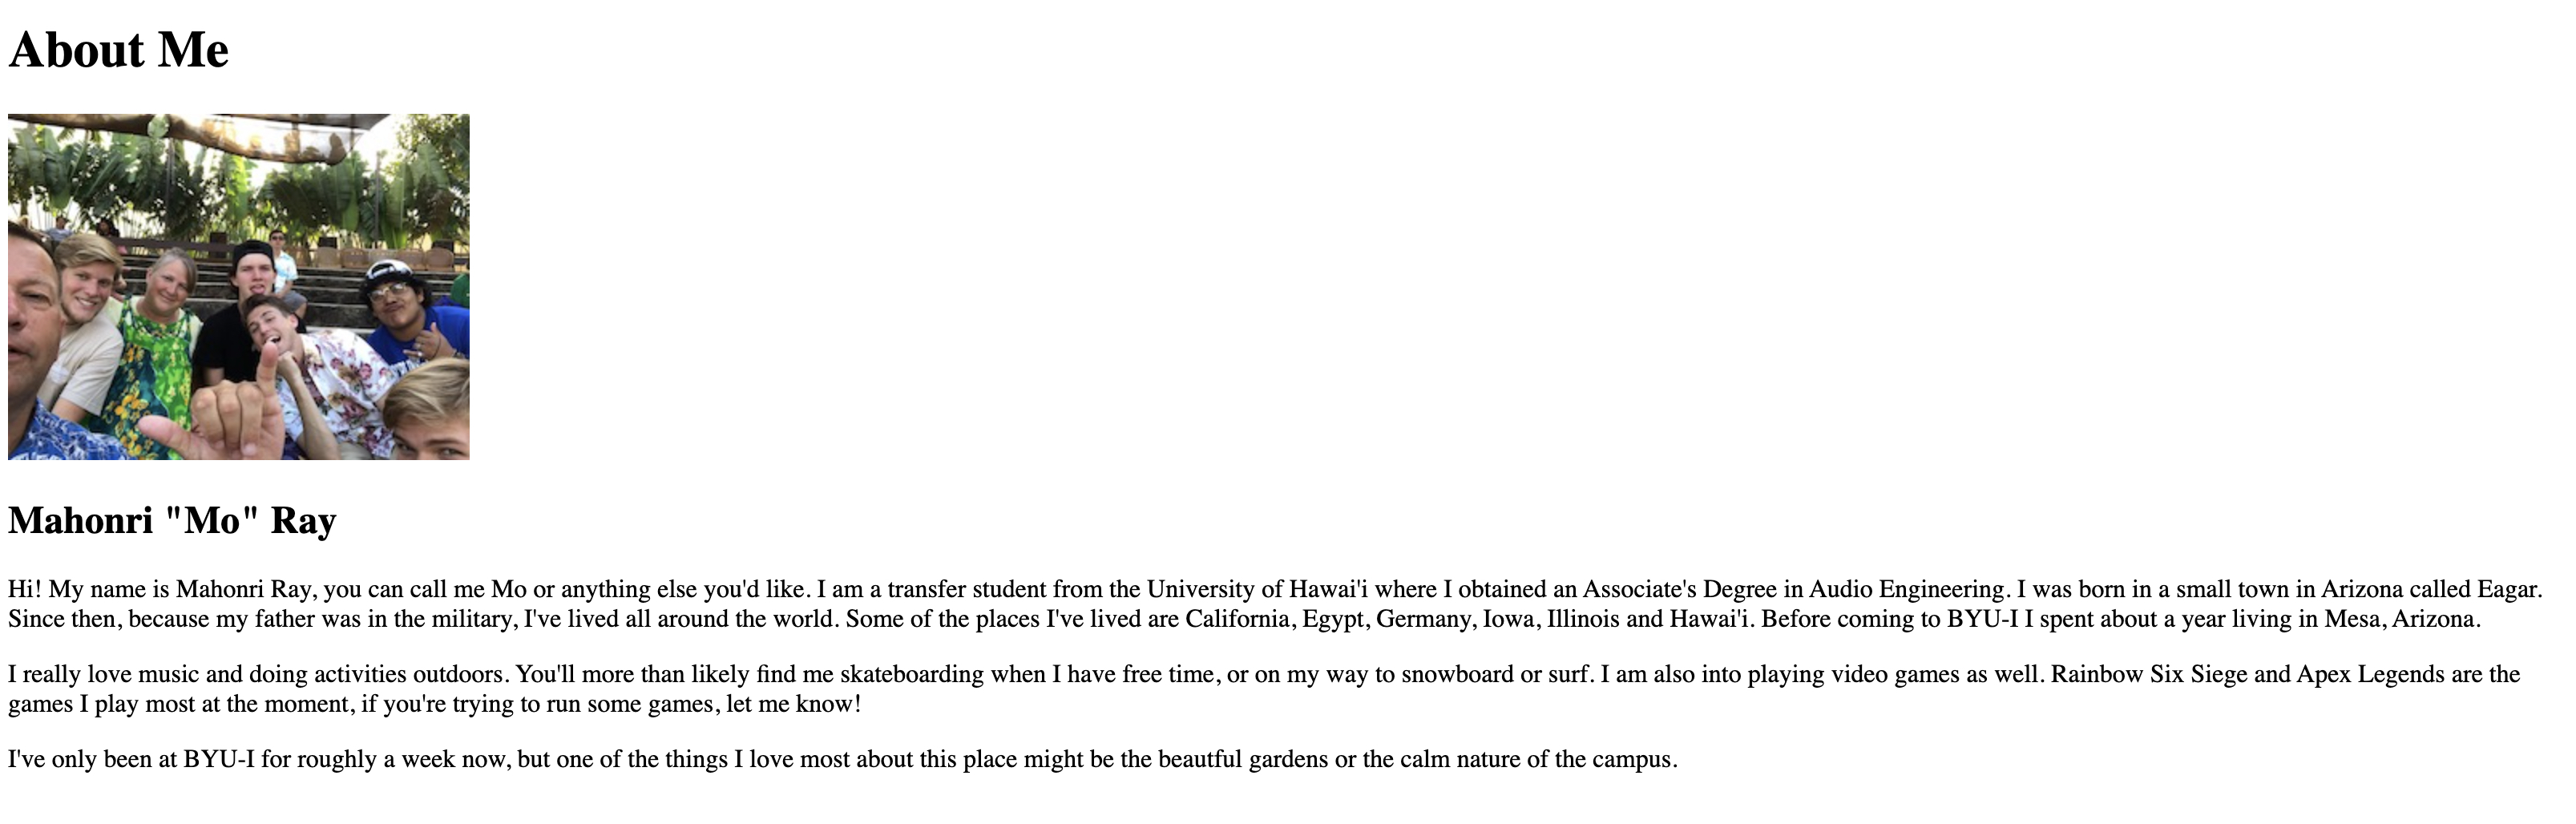 About Me
Mahonri "Mo" Ray
Hi! My name is Mahonri Ray, you can call me Mo or anything else you'd like. I am a transfer student from the University of Hawai'i where I obtained an Associate's Degree in Audio Engineering. I was born in a small town in Arizona called Eagar.
Since then, because my father was in the military, I've lived all around the world. Some of the places I've lived are California, Egypt, Germany, Iowa, Illinois and Hawai'i. Before coming to BYU-I I spent about a year living in Mesa, Arizona.
I really love music and doing activities outdoors. You'll more than likely find me skateboarding when I have free time, or on my way to snowboard or surf. I am also into playing video games as well. Rainbow Six Siege and Apex Legends are the
games I play most at the moment, if you're trying to run some games, let me know!
I've only been at BYU-I for roughly a week now, but one of the things I love most about this place might be the beautful gardens or the calm nature of the campus.